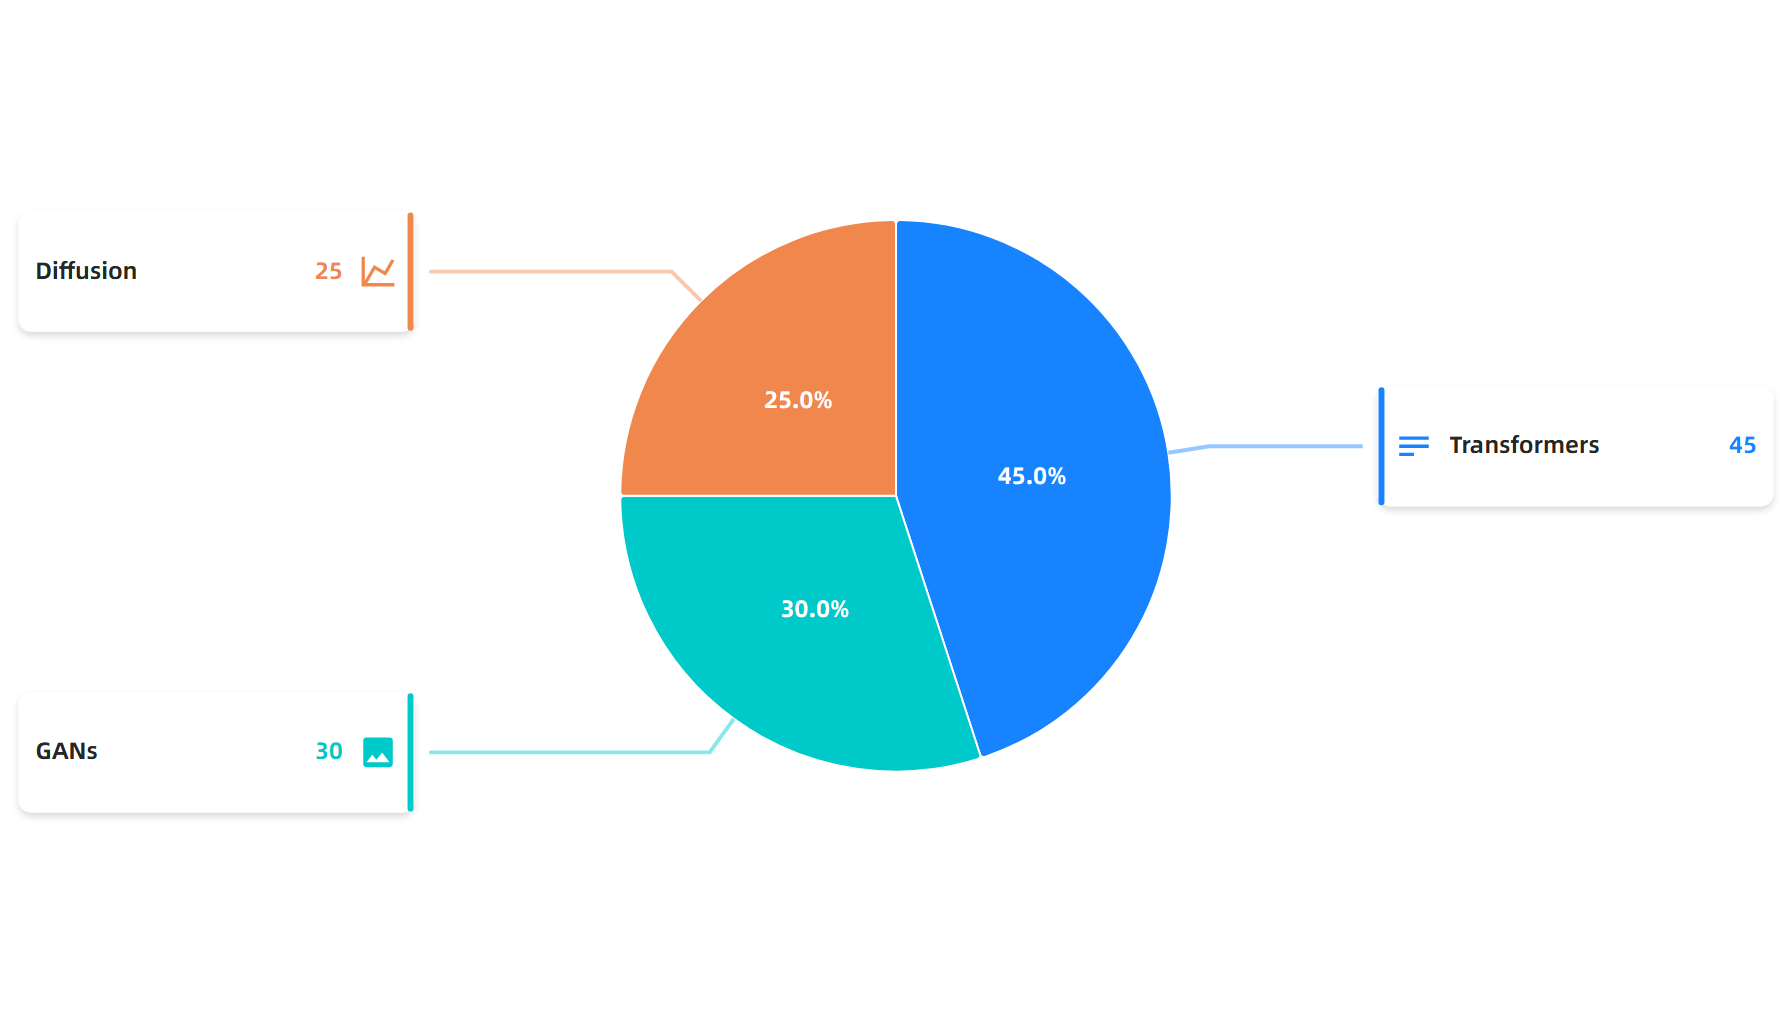 Diffusion 25
25.0%
45.0%
Transformers 45
30.0%
GANs 30